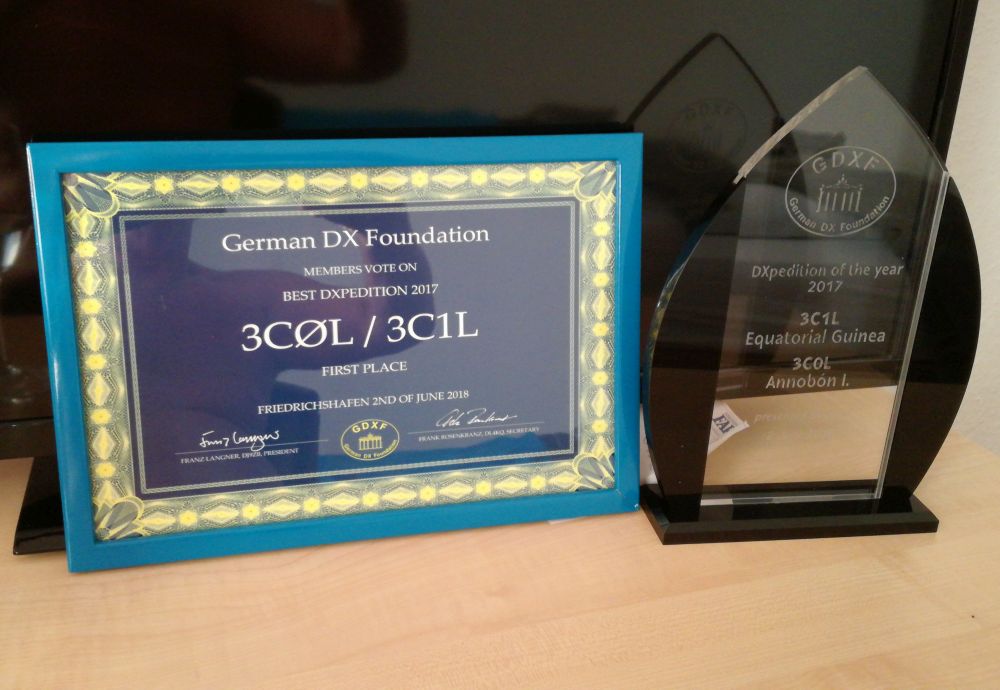 German DX Foundation
MEMBERS VOTE ON
BEST DXPEDITION 2017
3CØL / 3C1L
FIRST PLACE
FRIEDRICHSHAFEN 2ND OF JUNE 2018
FRANZ LANGNER, DJ9ZB, PRESIDENT
GDXF
German DX Foundation
FRANK ROSENKRANZ, DL4KQ, SECRETARY
GDXF
German DX Foundation
DXpedition of the year
2017
3C1L
Equatorial Guinea
3C0L
Annobón I.